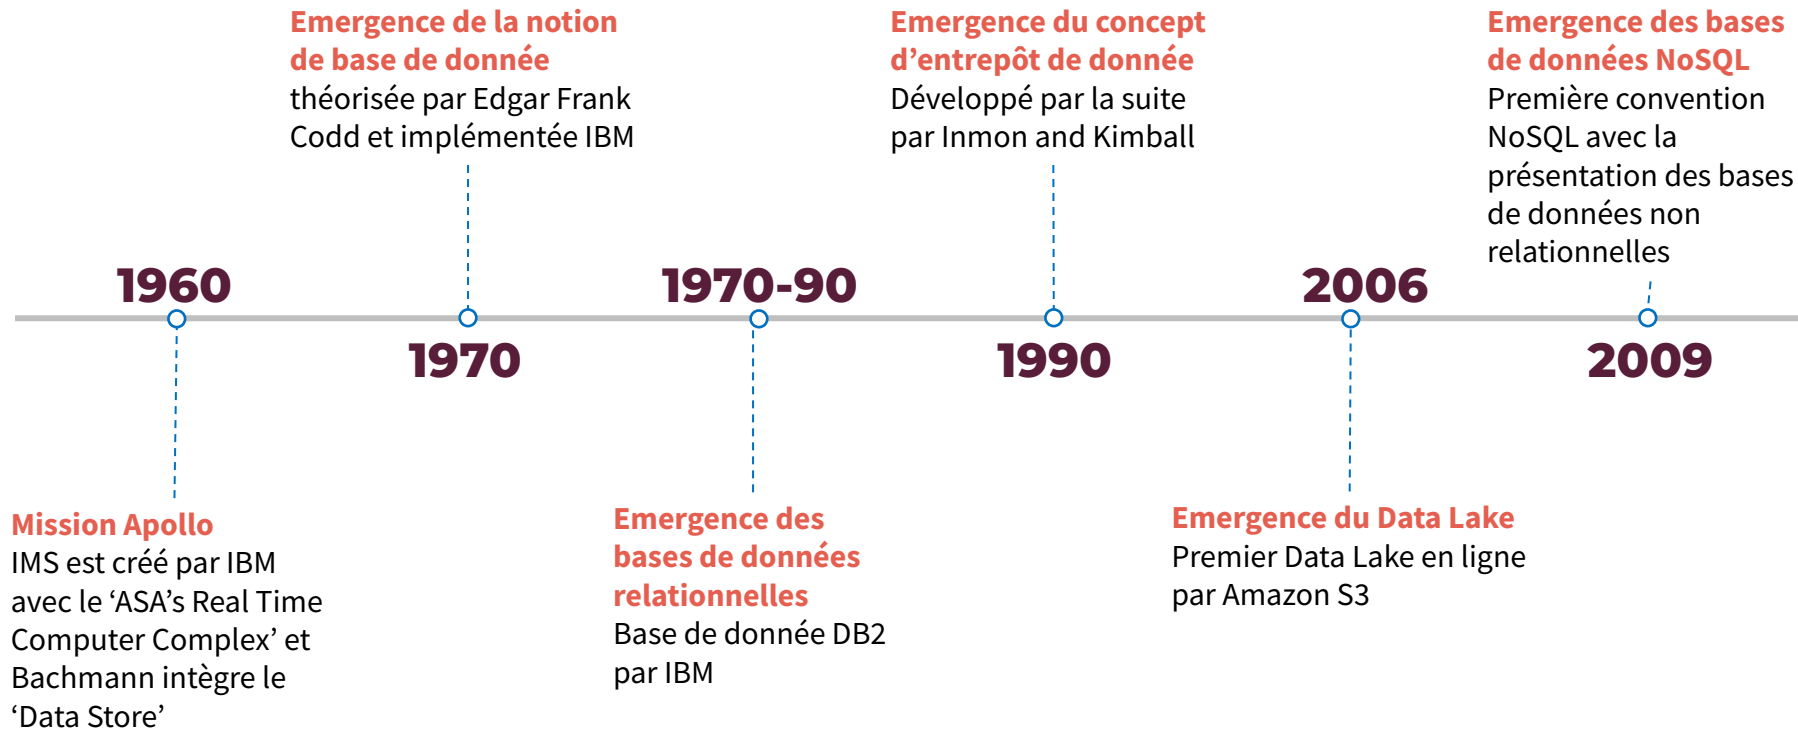 Emergence de la notion
de base de donnée
théorisée par Edgar Frank
Codd et implémentée IBM
Emergence du concept
d’entrepôt de donnée
Développé par la suite
par Inmon and Kimball
Emergence des bases
de données NoSQL
Première convention
NoSQL avec la
présentation des bases
de données non
relationnelles
1960
1970
1970-90
1990
2006
2009
Mission Apollo
IMS est créé par IBM
avec le ‘ASA’s Real Time
Computer Complex’ et
Bachmann intègre le
‘Data Store’
Emergence des
bases de données
relationnelles
Base de donnée DB2
par IBM
Emergence du Data Lake
Premier Data Lake en ligne
par Amazon S3